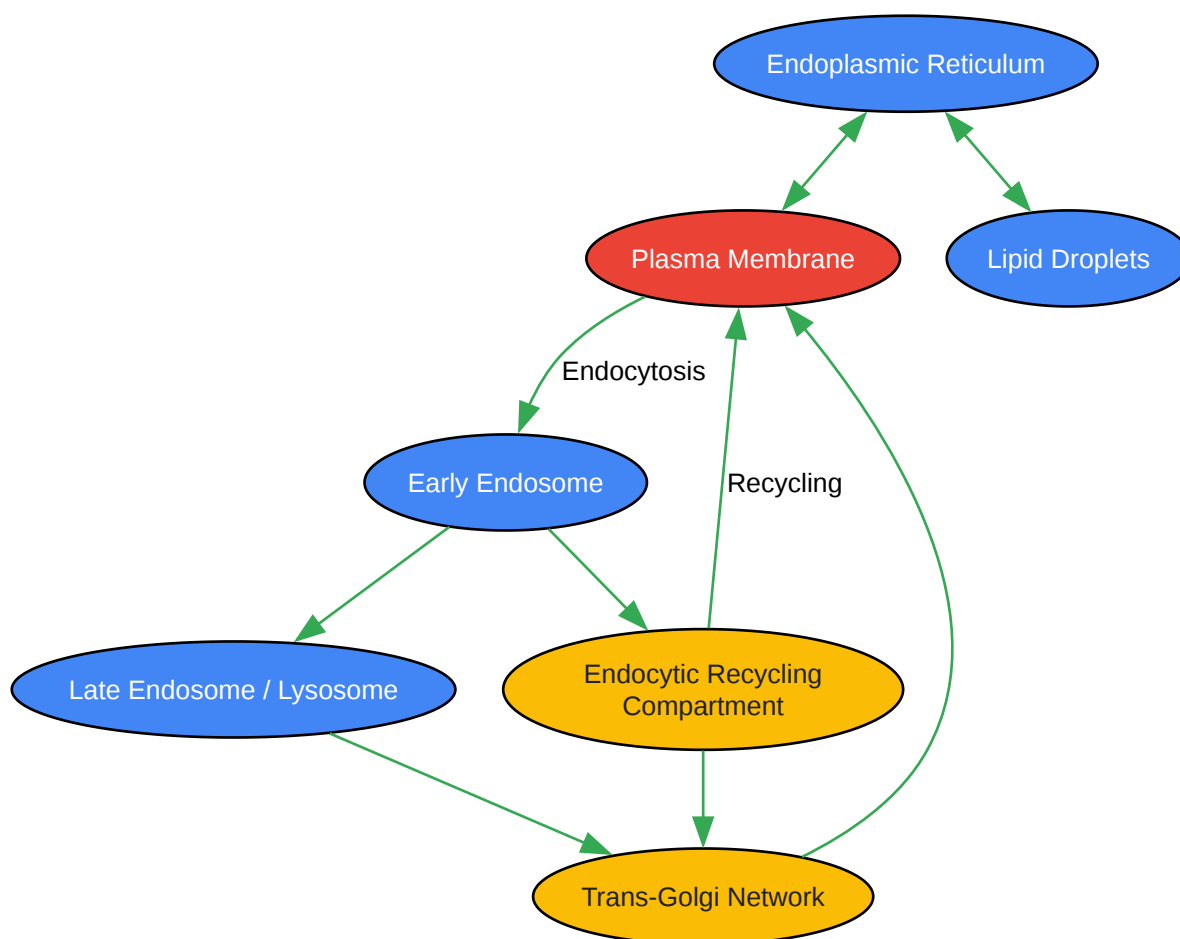 Endoplasmic Reticulum
Plasma Membrane
Lipid Droplets
Endocytosis
Early Endosome
Recycling
Late Endosome / Lysosome
Endocytic Recycling
Compartment
Trans-Golgi Network